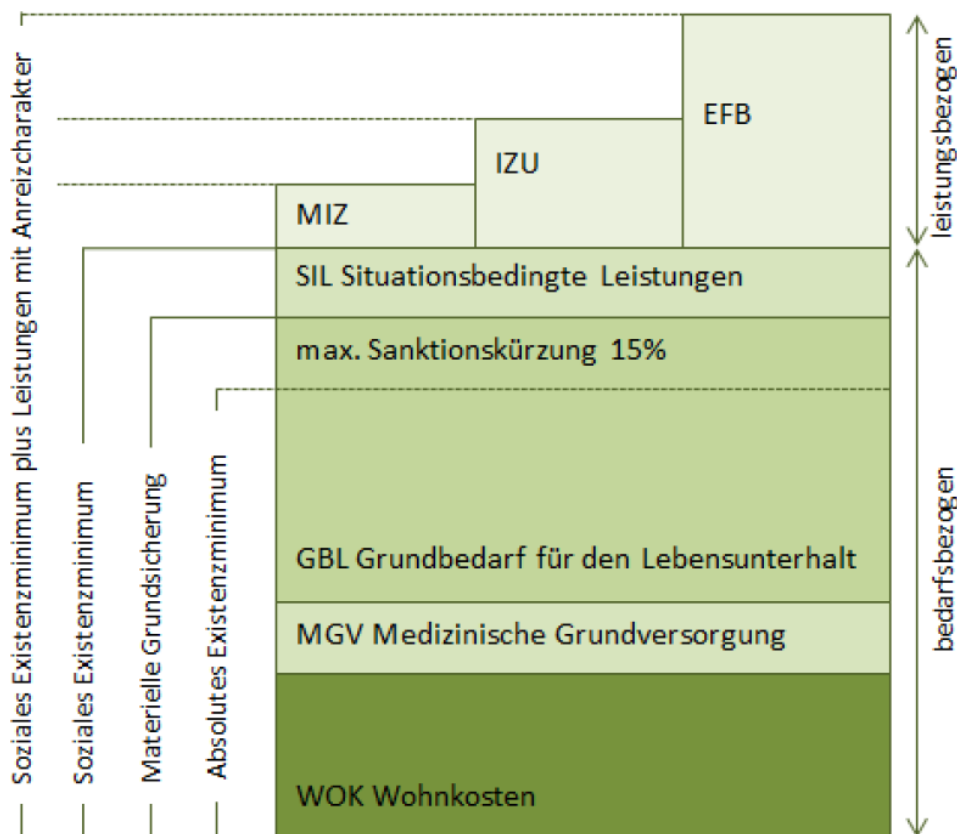 EFB
IZU
MIZ
SIL Situationsbedingte Leistungen
max. Sanktionskürzung 15%
GBL Grundbedarf für den Lebensunterhalt
MGV Medizinische Grundversorgung
WOK Wohnkosten
Soziales Existenzminimum plus Leistungen mit Anreizcharakter
Soziales Existenzminimum
Materielle Grundsicherung
Absolutes Existenzminimum
leistungsbezogen
bedarfsbezogen